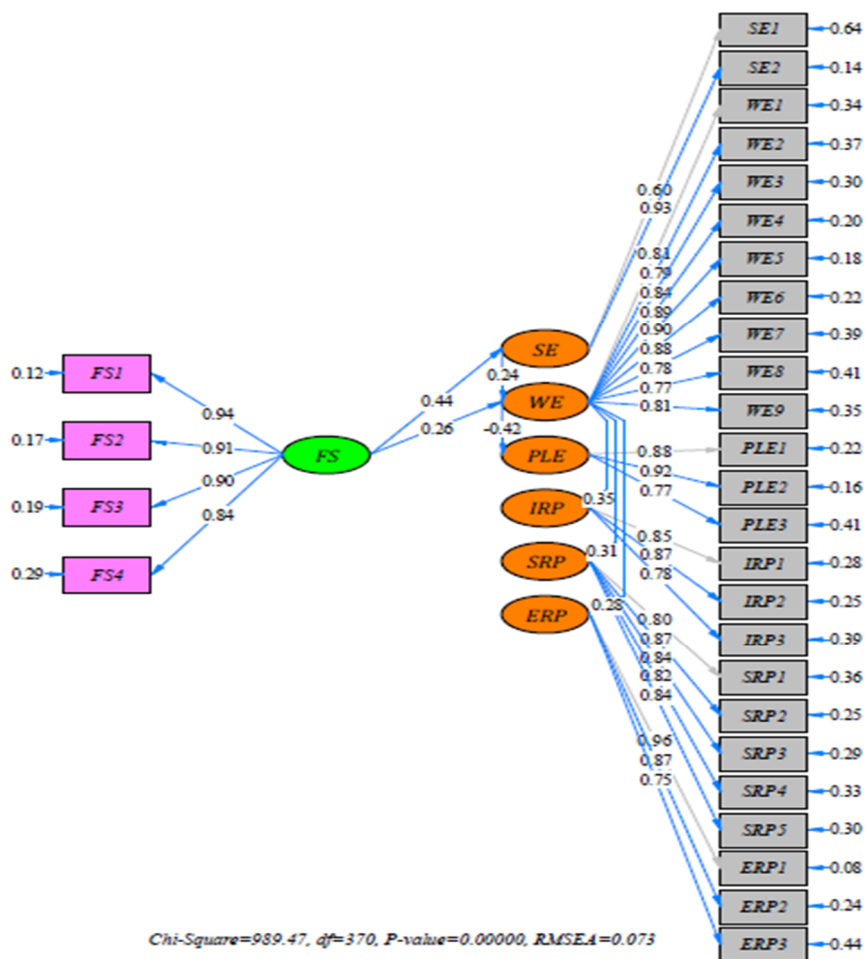 SE1 0.64
SE2 0.14
WE1 0.34
WE2 0.37
WE3 0.30
WE4 0.20
WE5 0.18
WE6 0.22
WE7 0.39
WE8 0.41
WE9 0.35
PLE1 0.22
PLE2 0.16
PLE3 0.41
IRP1 0.28
IRP2 0.25
IRP3 0.39
SRP1 0.36
SRP2 0.25
SRP3 0.29
SRP4 0.33
SRP5 0.30
ERP1 0.08
ERP2 0.24
ERP3 0.44
0.60
0.93
0.81
0.79
0.84
0.89
0.90
0.88
0.78
0.77
0.81
0.88
0.92
0.77
0.85
0.87
0.78
0.80
0.87
0.84
0.82
0.84
0.96
0.87
0.75
SE
0.24
WE
-0.42
PLE
IRP
SRP
ERP
0.35
0.31
0.28
0.44
0.26
FS
0.94
0.91
0.90
0.84
0.12 FS1
0.17 FS2
0.19 FS3
0.29 FS4
Chi-Square=989.47, df=370, P-value=0.00000, RMSEA=0.073